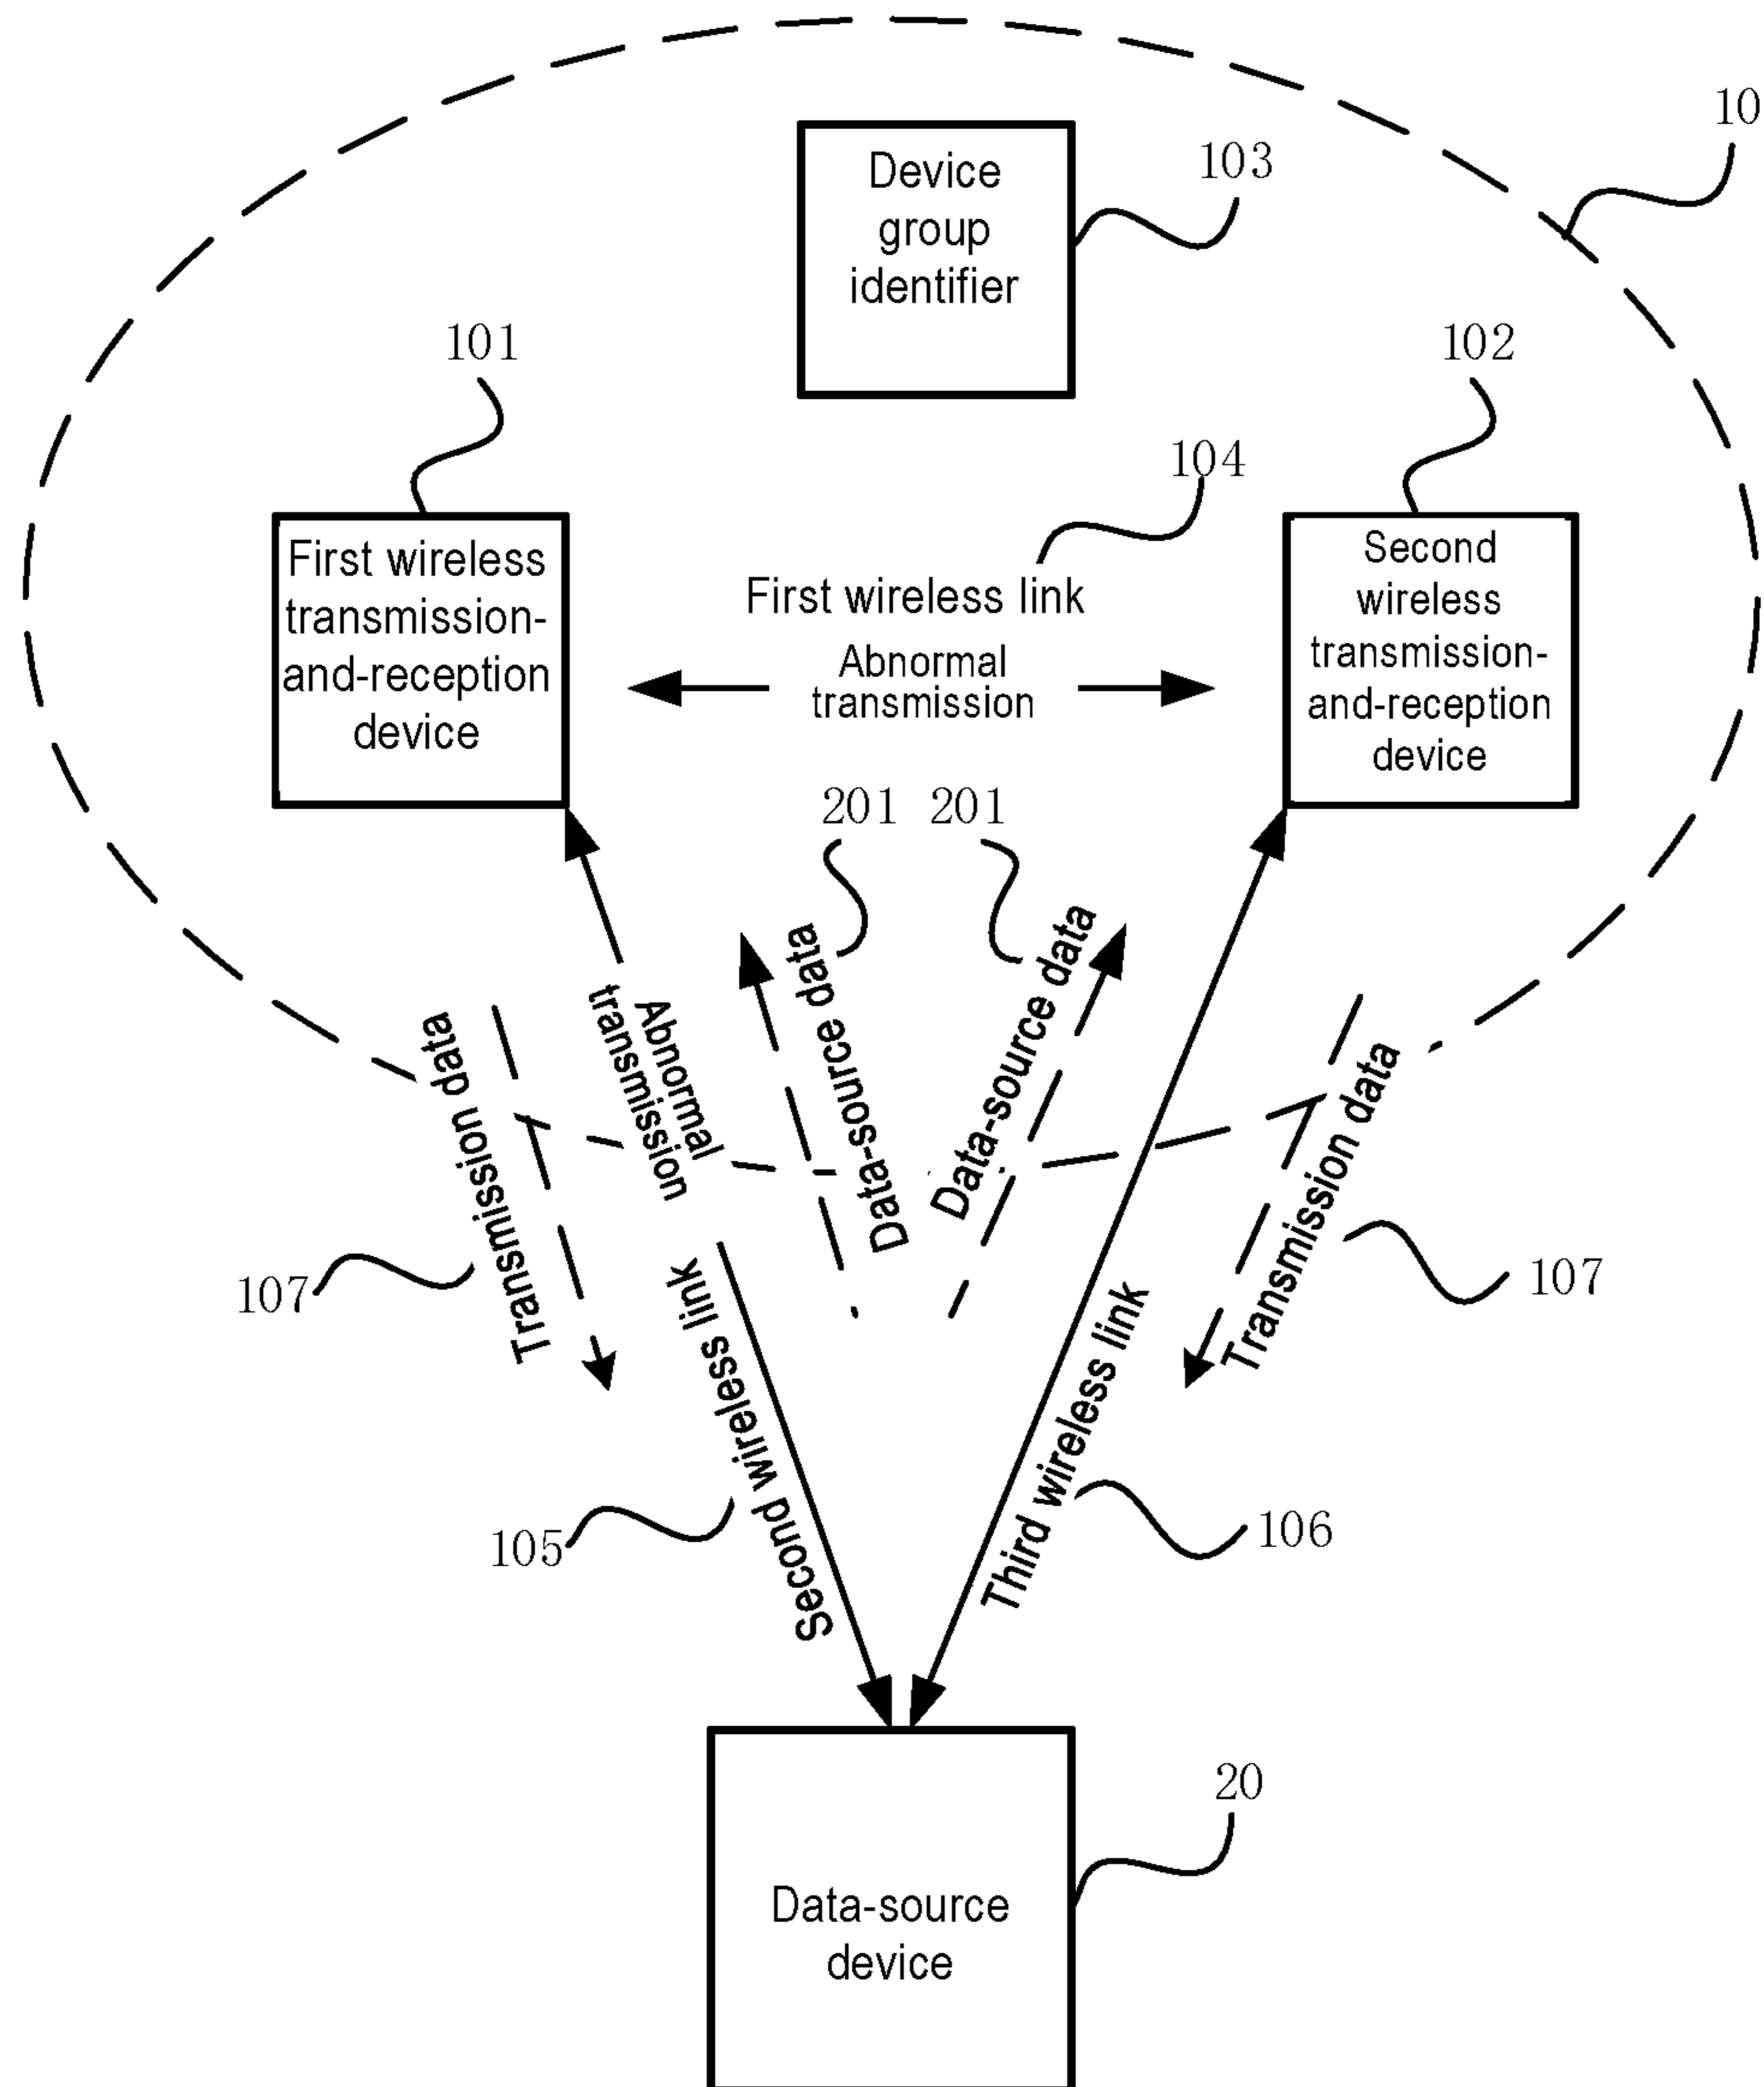 10
Device
group
identifier
103
101
102
104
First wireless
transmission-
and-reception
device
First wireless link
Abnormal
transmission
Second
wireless
transmission-
and-reception
device
201
201
Transmission data
Abnormal
transmission
Data-source data
Data-source data
Transmission data
107
107
Second wireless link
Third wireless link
105
106
20
Data-source
device